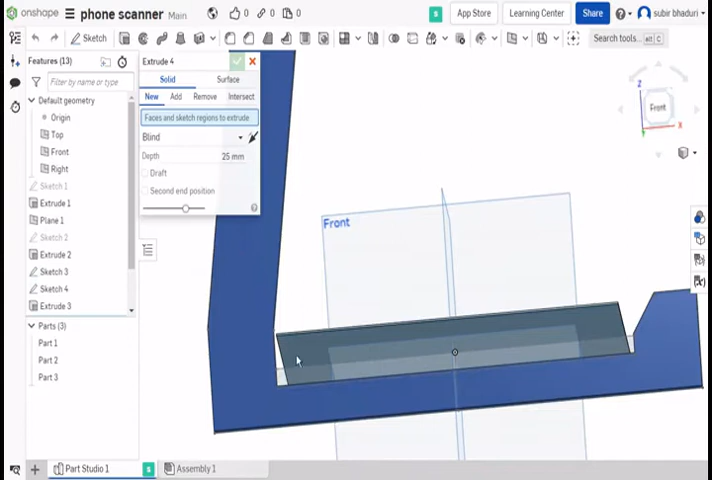 onshape phone scanner Main 0 0 0 S App Store Learning Center Share subir bhaduri
Sketch Search tools... alt C
Features (13)
Filter by name or type
Default geometry
Origin
Top
Front
Right
Sketch 1
Extrude 1
Plane 1
Sketch 2
Extrude 2
Sketch 3
Sketch 4
Extrude 3
Parts (3)
Part 1
Part 2
Part 3
Extrude 4
Solid Surface
New Add Remove Intersect
Faces and sketch regions to extrude
Blind
Depth 25 mm
Draft
Second end position
Front
Z
Front
X
Part Studio 1 S Assembly 1